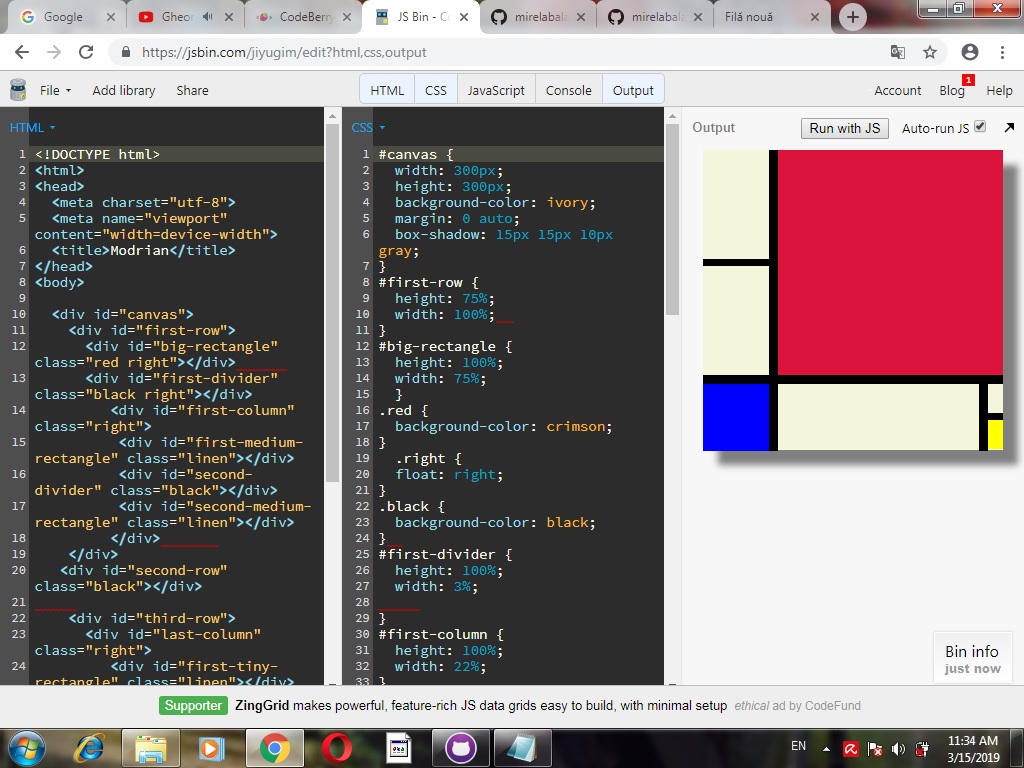 Google
Gheor
CodeBerry
JS Bin - Co
mirelabala
mirelabala
Filă nouă
https://jsbin.com/jiyugim/edit?html,css,output
File
Add library
Share
HTML
CSS
JavaScript
Console
Output
Account
Blog
1
Help
HTML
1 <!DOCTYPE html>
2 <html>
3 <head>
4 <meta charset="utf-8">
5 <meta name="viewport"
content="width=device-width">
6 <title>Modrian</title>
7 </head>
8 <body>
9
10 <div id="canvas">
11 <div id="first-row">
12 <div id="big-rectangle"
class="red right"></div>
13 <div id="first-divider"
class="black right"></div>
14 <div id="first-column"
class="right">
15 <div id="first-medium-
rectangle" class="linen"></div>
16 <div id="second-
divider" class="black"></div>
17 <div id="second-medium-
rectangle" class="linen"></div>
18 </div>
19 </div>
20 <div id="second-row"
class="black"></div>
21
22 <div id="third-row">
23 <div id="last-column"
class="right">
24 <div id="first-tiny-
rectangle" class="linen"></div>
CSS
1 #canvas {
2 width: 300px;
3 height: 300px;
4 background-color: ivory;
5 margin: 0 auto;
6 box-shadow: 15px 15px 10px
gray;
7 }
8 #first-row {
9 height: 75%;
10 width: 100%;
11 }
12 #big-rectangle {
13 height: 100%;
14 width: 75%;
15 }
16 .red {
17 background-color: crimson;
18 }
19 .right {
20 float: right;
21 }
22 .black {
23 background-color: black;
24 }
25 #first-divider {
26 height: 100%;
27 width: 3%;
28
29 }
30 #first-column {
31 height: 100%;
32 width: 22%;
33 }
Output
Run with JS
Auto-run JS
Bin info
just now
Supporter
ZingGrid makes powerful, feature-rich JS data grids easy to build, with minimal setup ethical ad by CodeFund
EN
11:34 AM
3/15/2019